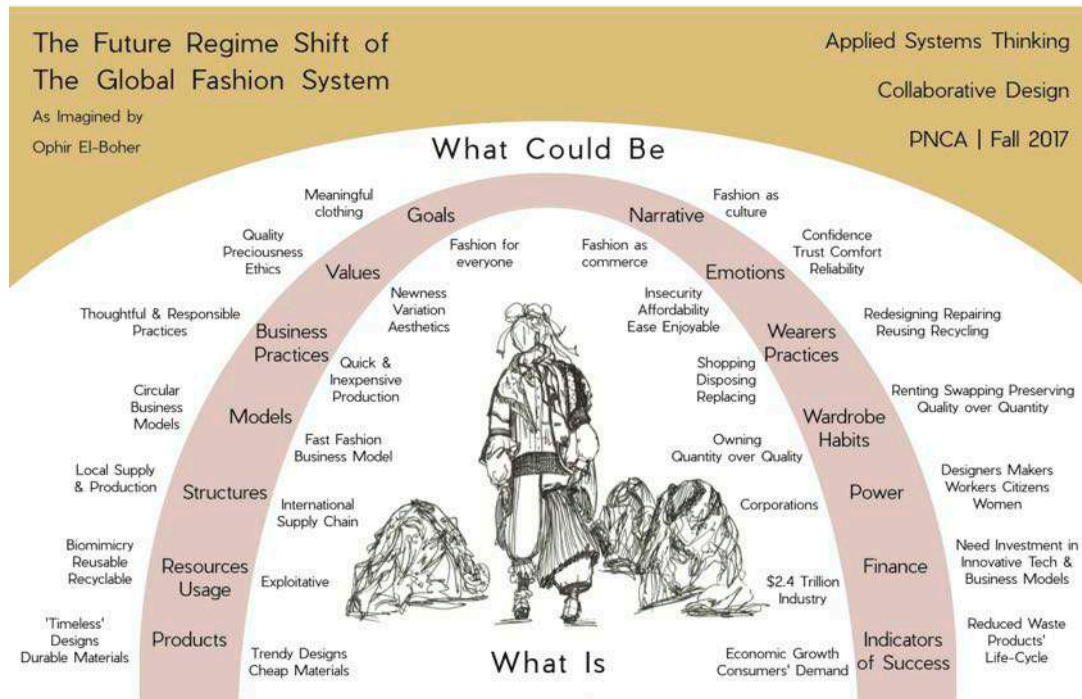 The Future Regime Shift of
The Global Fashion System
As Imagined by
Ophir El-Boher
Applied Systems Thinking
Collaborative Design
PNCA | Fall 2017
What Could Be
Meaningful
clothing
Goals
Fashion for
everyone
Quality
Preciousness
Ethics
Values
Newness
Variation
Aesthetics
Thoughtful & Responsible
Practices
Business
Practices
Quick &
Inexpensive
Production
Circular
Business
Models
Models
Fast Fashion
Business Model
Local Supply
& Production
Structures
International
Supply Chain
Biomimicry
Reusable
Recyclable
Resources
Usage
Exploitative
'Timeless'
Designs
Durable Materials
Products
Trendy Designs
Cheap Materials
Narrative
Fashion as
culture
Fashion as
commerce
Emotions
Confidence
Trust Comfort
Reliability
Insecurity
Affordability
Ease Enjoyable
Wearers
Practices
Redesigning Repairing
Reusing Recycling
Shopping
Disposing
Replacing
Wardrobe
Habits
Renting Swapping Preserving
Quality over Quantity
Owning
Quantity over Quality
Power
Designers Makers
Workers Citizens
Women
Corporations
Finance
Need Investment in
Innovative Tech &
Business Models
$2.4 Trillion
Industry
Indicators
of Success
Reduced Waste
Products'
Life-Cycle
Economic Growth
Consumers' Demand
What Is